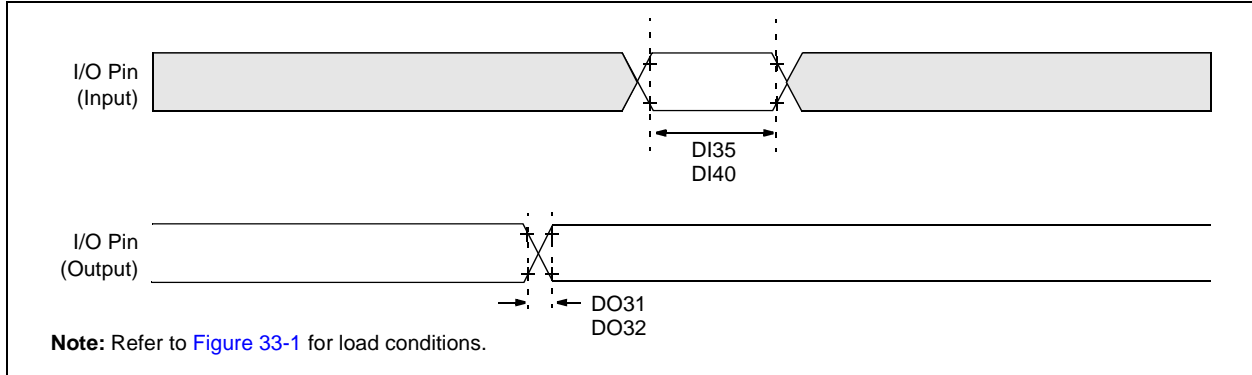 I/O Pin
(Input)
DI35
DI40
I/O Pin
(Output)
DO31
DO32
Note: Refer to Figure 33-1 for load conditions.